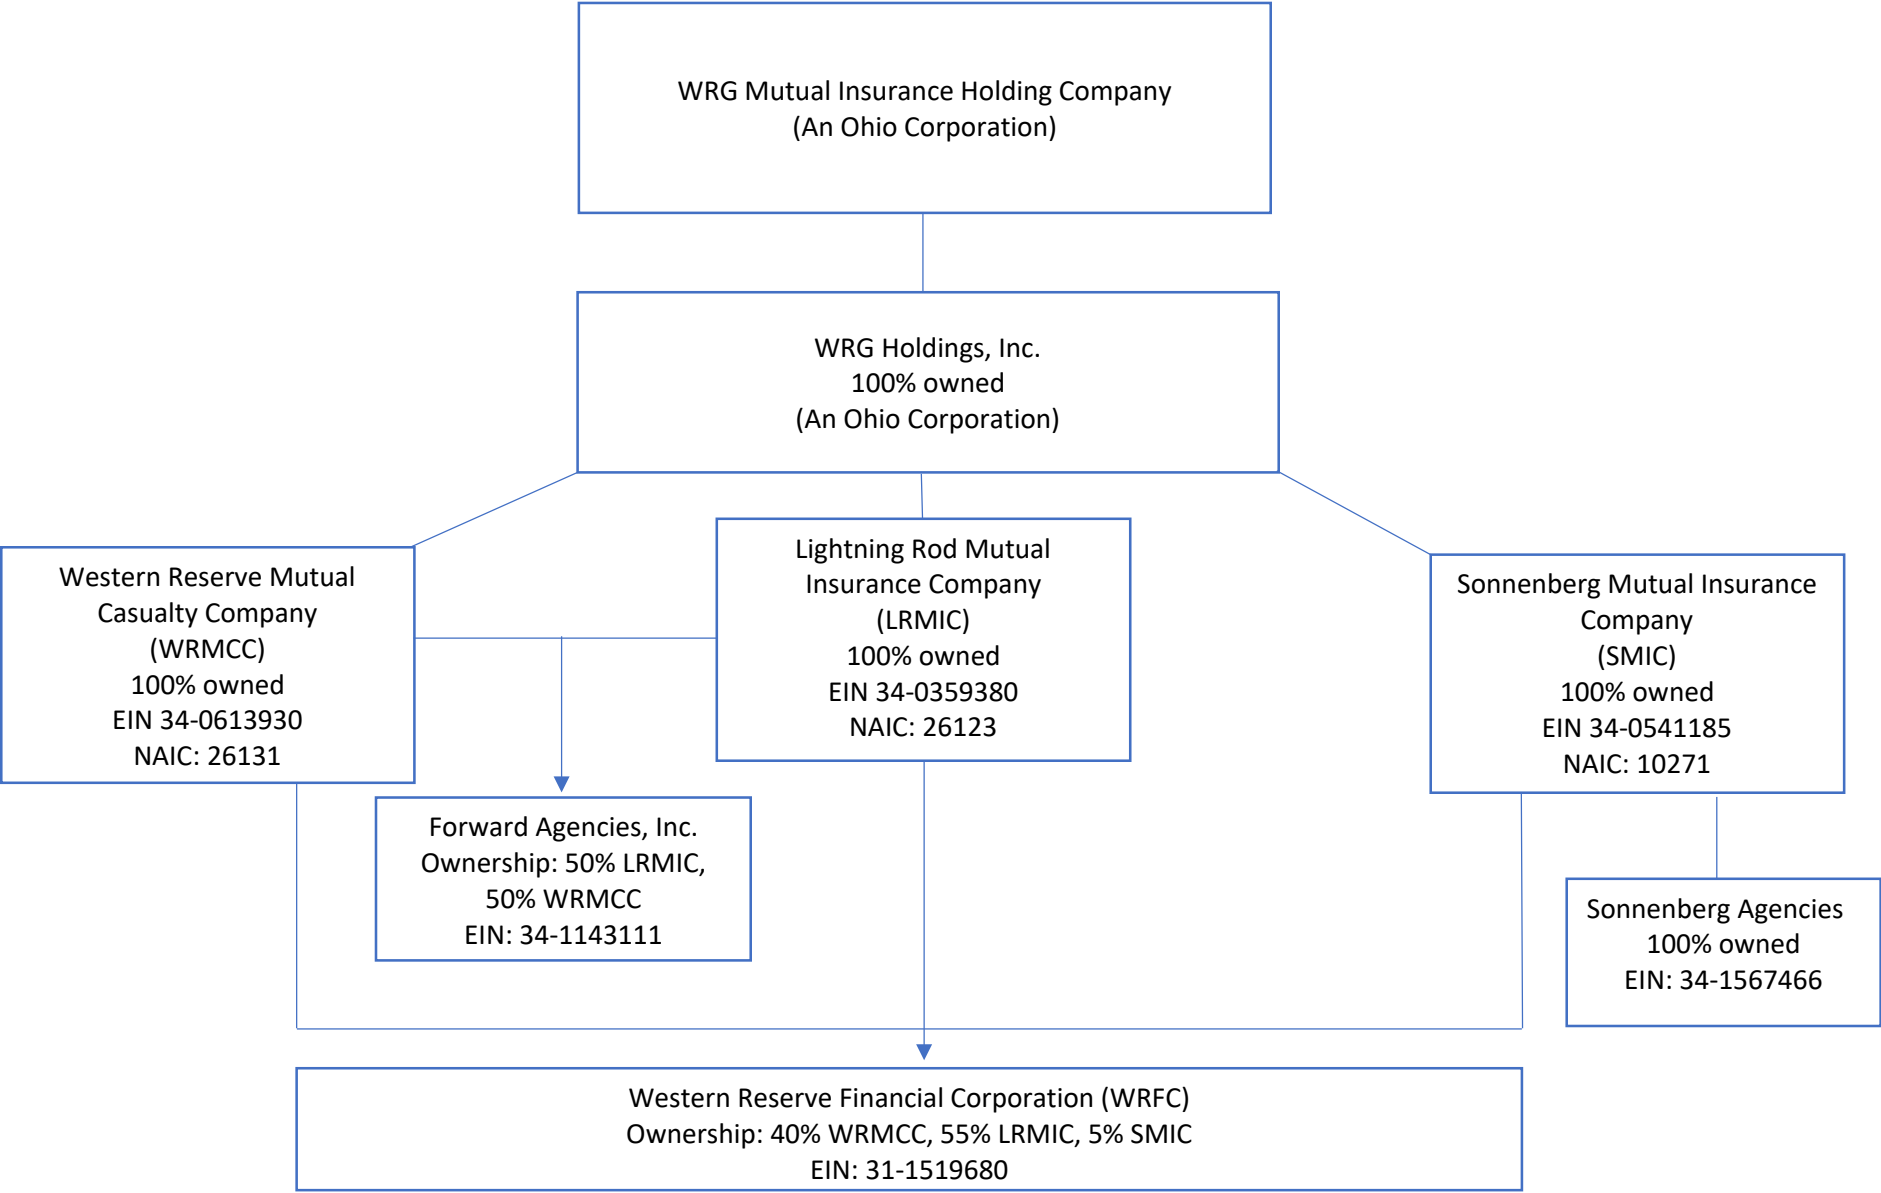 WRG Mutual Insurance Holding Company
(An Ohio Corporation)
WRG Holdings, Inc.
100% owned
(An Ohio Corporation)
Western Reserve Mutual
Casualty Company
(WRMCC)
100% owned
EIN 34-0613930
NAIC: 26131
Lightning Rod Mutual
Insurance Company
(LRMIC)
100% owned
EIN 34-0359380
NAIC: 26123
Sonnenberg Mutual Insurance
Company
(SMIC)
100% owned
EIN 34-0541185
NAIC: 10271
Forward Agencies, Inc.
Ownership: 50% LRMIC,
50% WRMCC
EIN: 34-1143111
Sonnenberg Agencies
100% owned
EIN: 34-1567466
Western Reserve Financial Corporation (WRFC)
Ownership: 40% WRMCC, 55% LRMIC, 5% SMIC
EIN: 31-1519680